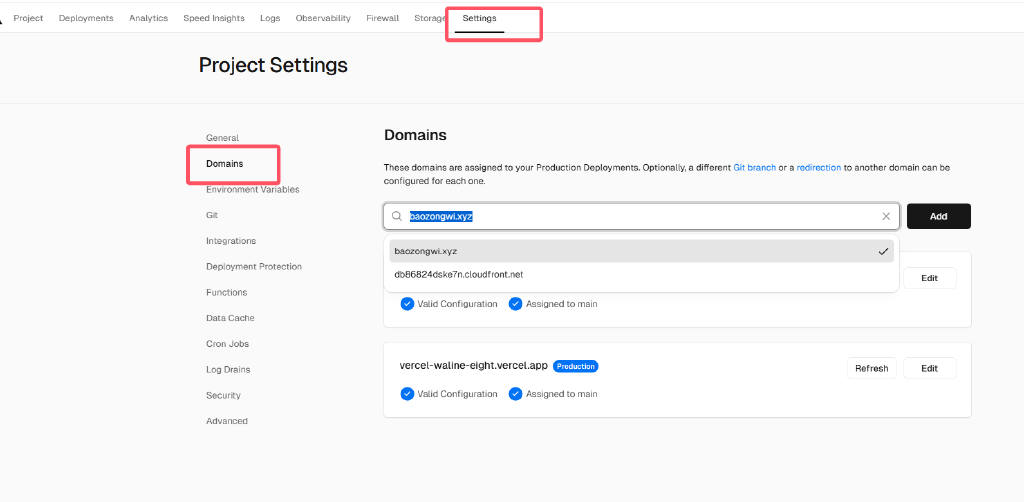 Project Deployments Analytics Speed Insights Logs Observability Firewall Storage Settings
Project Settings
General
Domains
Environment Variables
Git
Integrations
Deployment Protection
Functions
Data Cache
Cron Jobs
Log Drains
Security
Advanced
Domains
These domains are assigned to your Production Deployments. Optionally, a different Git branch or a redirection to another domain can be
configured for each one.
baozongwi.xyz Add
baozongwi.xyz
db86824dske7n.cloudfront.net
Edit
Valid Configuration Assigned to main
vercel-waline-eight.vercel.app Production Refresh Edit
Valid Configuration Assigned to main